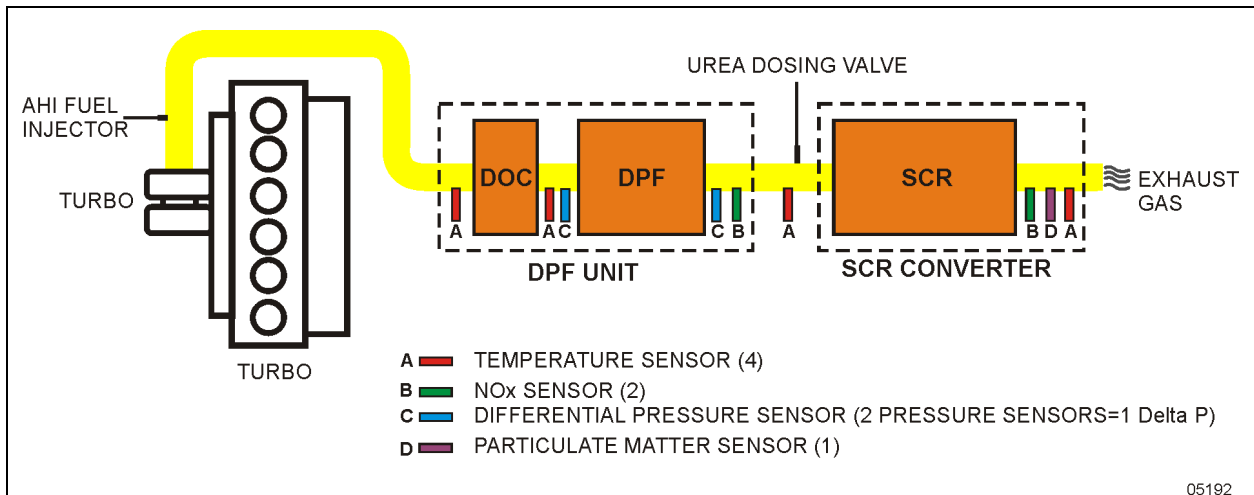 UREA DOSING VALVE
AHI FUEL
INJECTOR
TURBO
DOC
DPF
SCR
EXHAUST
GAS
A
A
C
C
B
A
B
D
A
DPF UNIT
SCR CONVERTER
TURBO
A TEMPERATURE SENSOR (4)
B NOx SENSOR (2)
C DIFFERENTIAL PRESSURE SENSOR (2 PRESSURE SENSORS=1 Delta P)
D PARTICULATE MATTER SENSOR (1)
05192